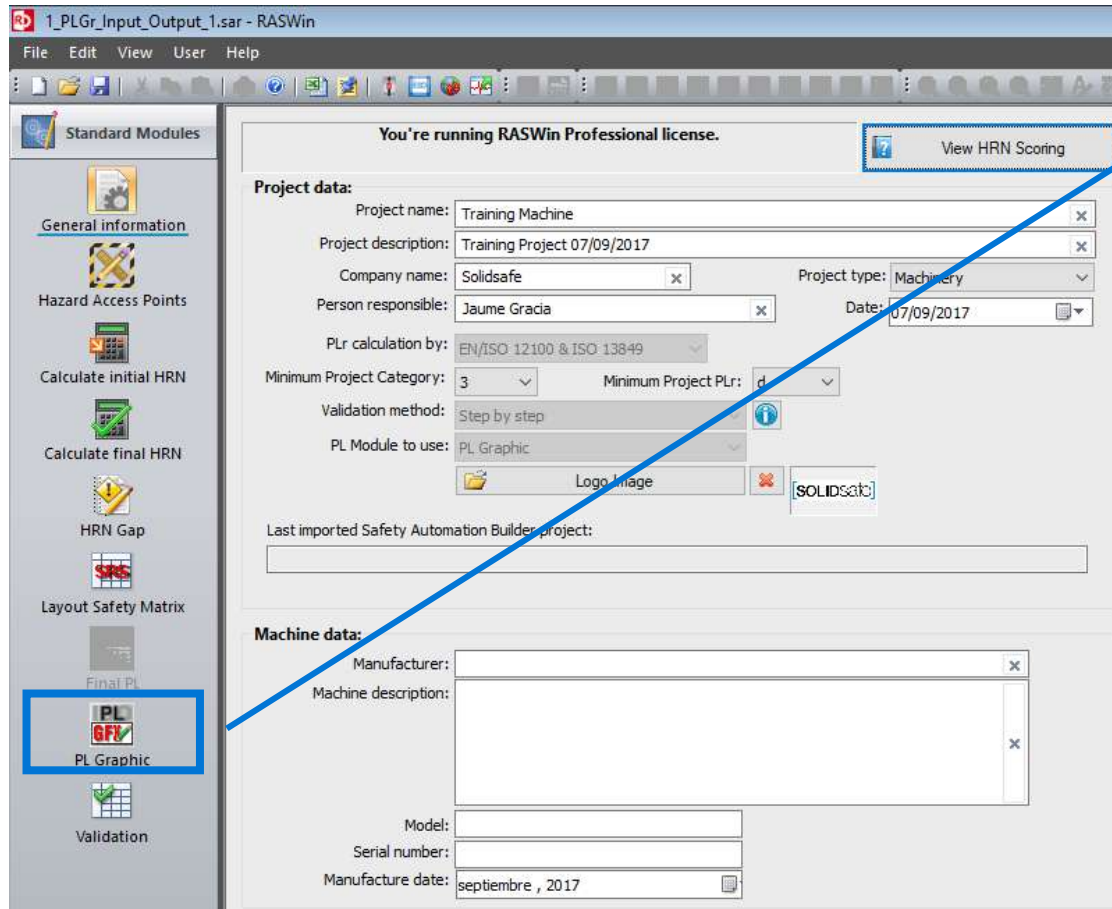 1_PLGr_Input_Output_1.sar - RASWin
File Edit View User Help
Standard Modules
General information
Hazard Access Points
Calculate initial HRN
Calculate final HRN
HRN Gap
SRS
Layout Safety Matrix
Final PL
PL
GFX
PL Graphic
Validation
You're running RASWin Professional license.
View HRN Scoring
Project data:
Project name: Training Machine
Project description: Training Project 07/09/2017
Company name: Solidsafe Project type: Machinery
Person responsible: Jaume Gracia Date: 07/09/2017
PLr calculation by: EN/ISO 12100 & ISO 13849
Minimum Project Category: 3 Minimum Project PLr: d
Validation method: Step by step
PL Module to use: PL Graphic
Logo Image
[SOLIDsafe]
Last imported Safety Automation Builder project:
Machine data:
Manufacturer:
Machine description:
Model:
Serial number:
Manufacture date: septiembre , 2017